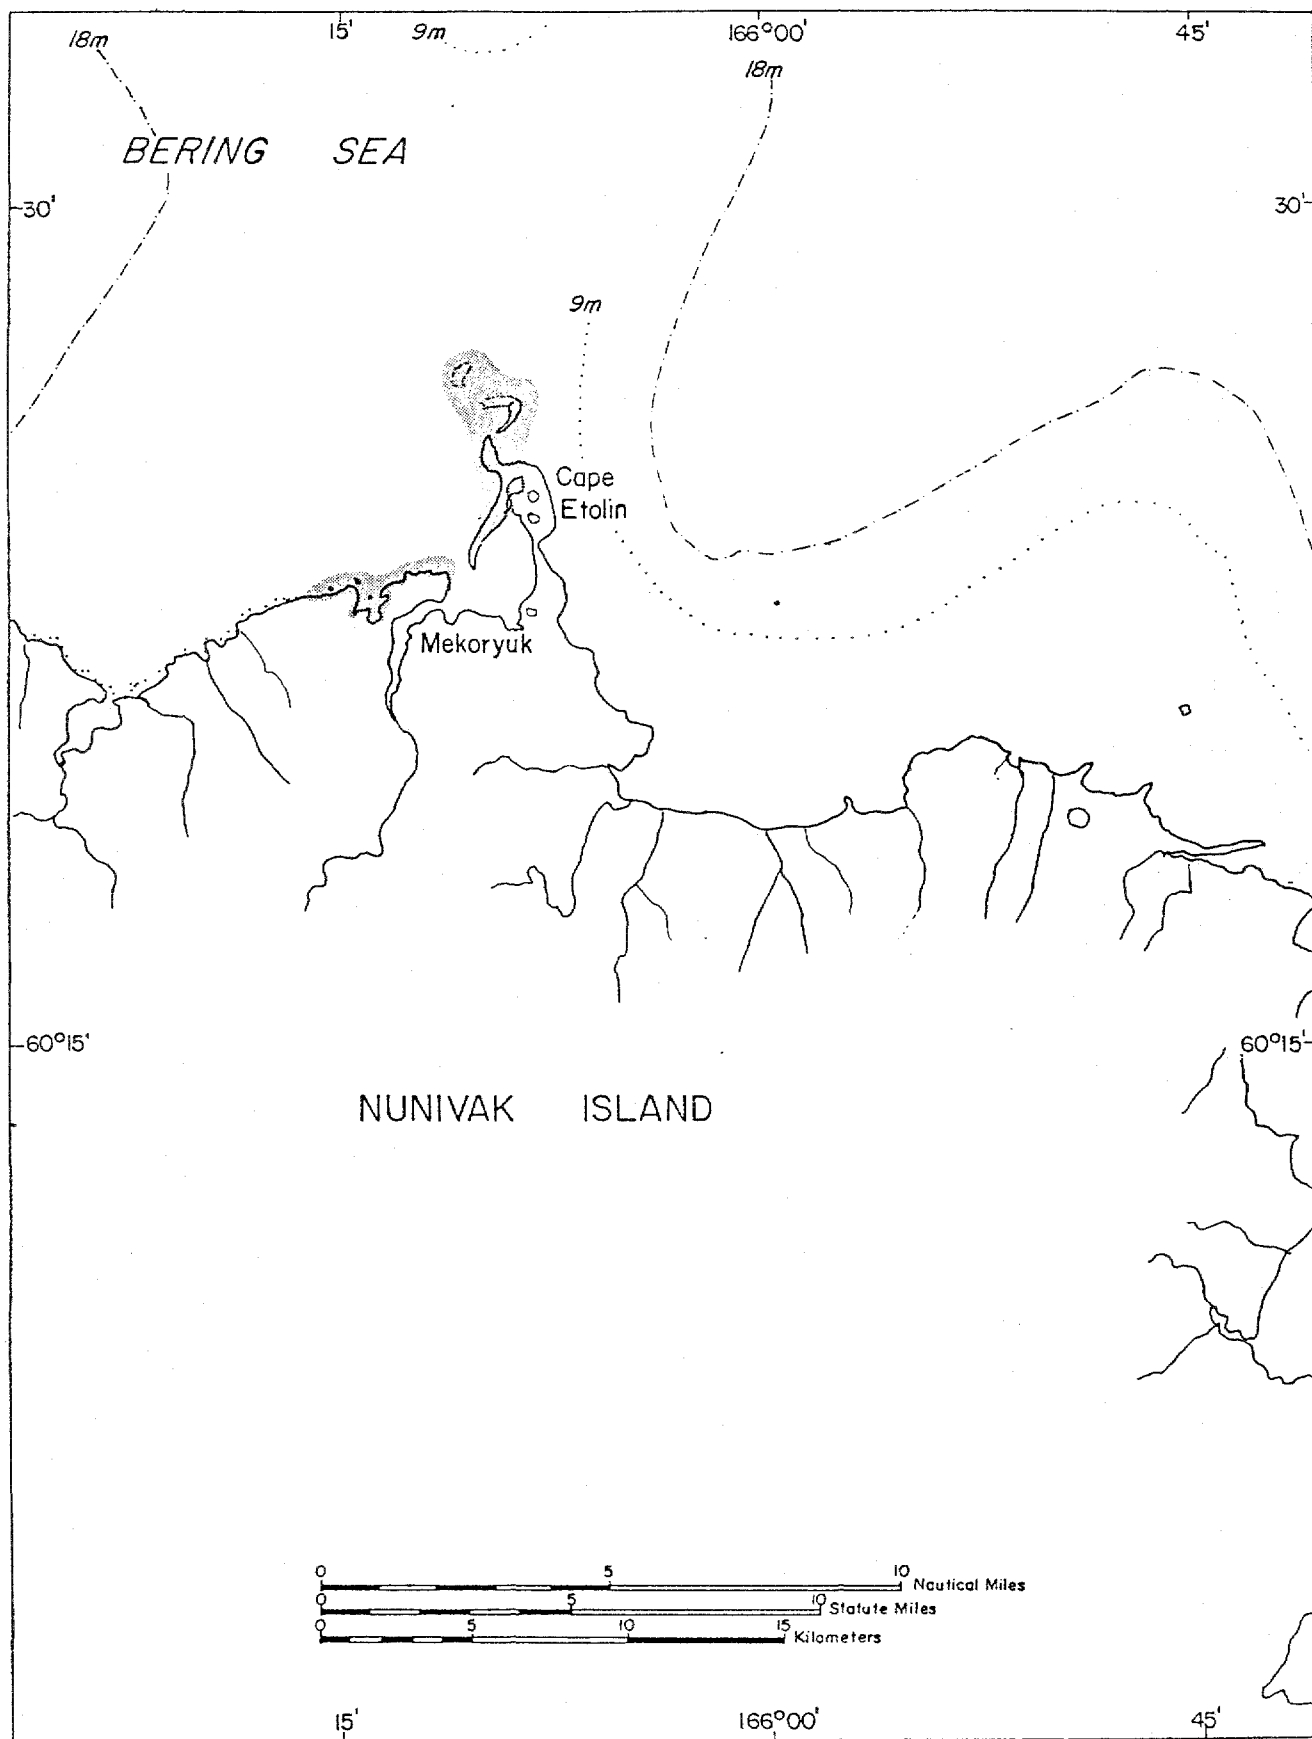 18m 15' 9m 166°00' 45'
18m
BERING SEA
30' 30'
9m
Cape
Etolin
Mekoryuk
60°15' 60°15'
NUNIVAK ISLAND
0 5 10 Nautical Miles
0 5 10 Statute Miles
0 5 10 15 Kilometers
15' 166°00' 45'